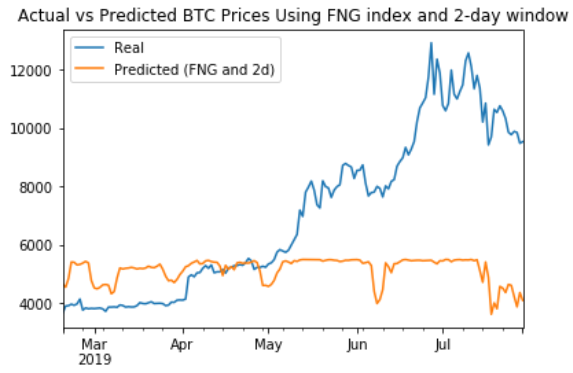 Actual vs Predicted BTC Prices Using FNG index and 2-day window
Real
Predicted (FNG and 2d)
12000
10000
8000
6000
4000
Mar
2019
Apr
May
Jun
Jul